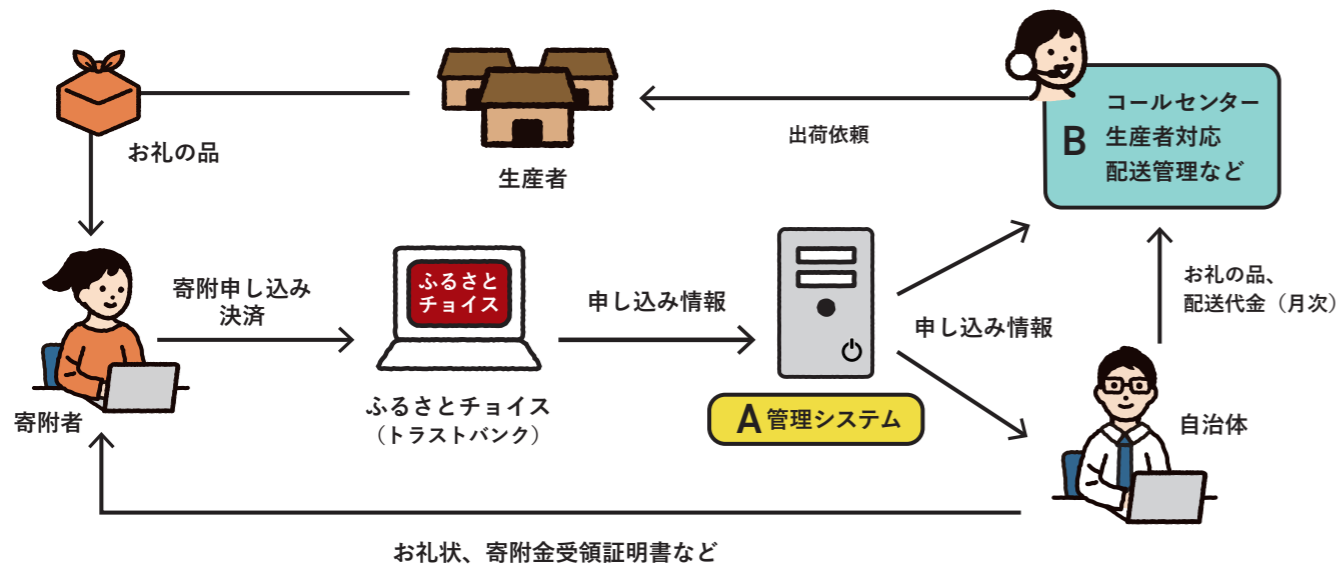 コールセンター
B 生産者対応
配送管理など
出荷依頼
お礼の品
生産者
寄附申し込み
決済
ふるさと
チョイス
申し込み情報
申し込み情報
お礼の品、
配送代金（月次）
ふるさとチョイス
（トラストバンク）
A 管理システム
寄附者
自治体
お礼状、寄附金受領証明書など